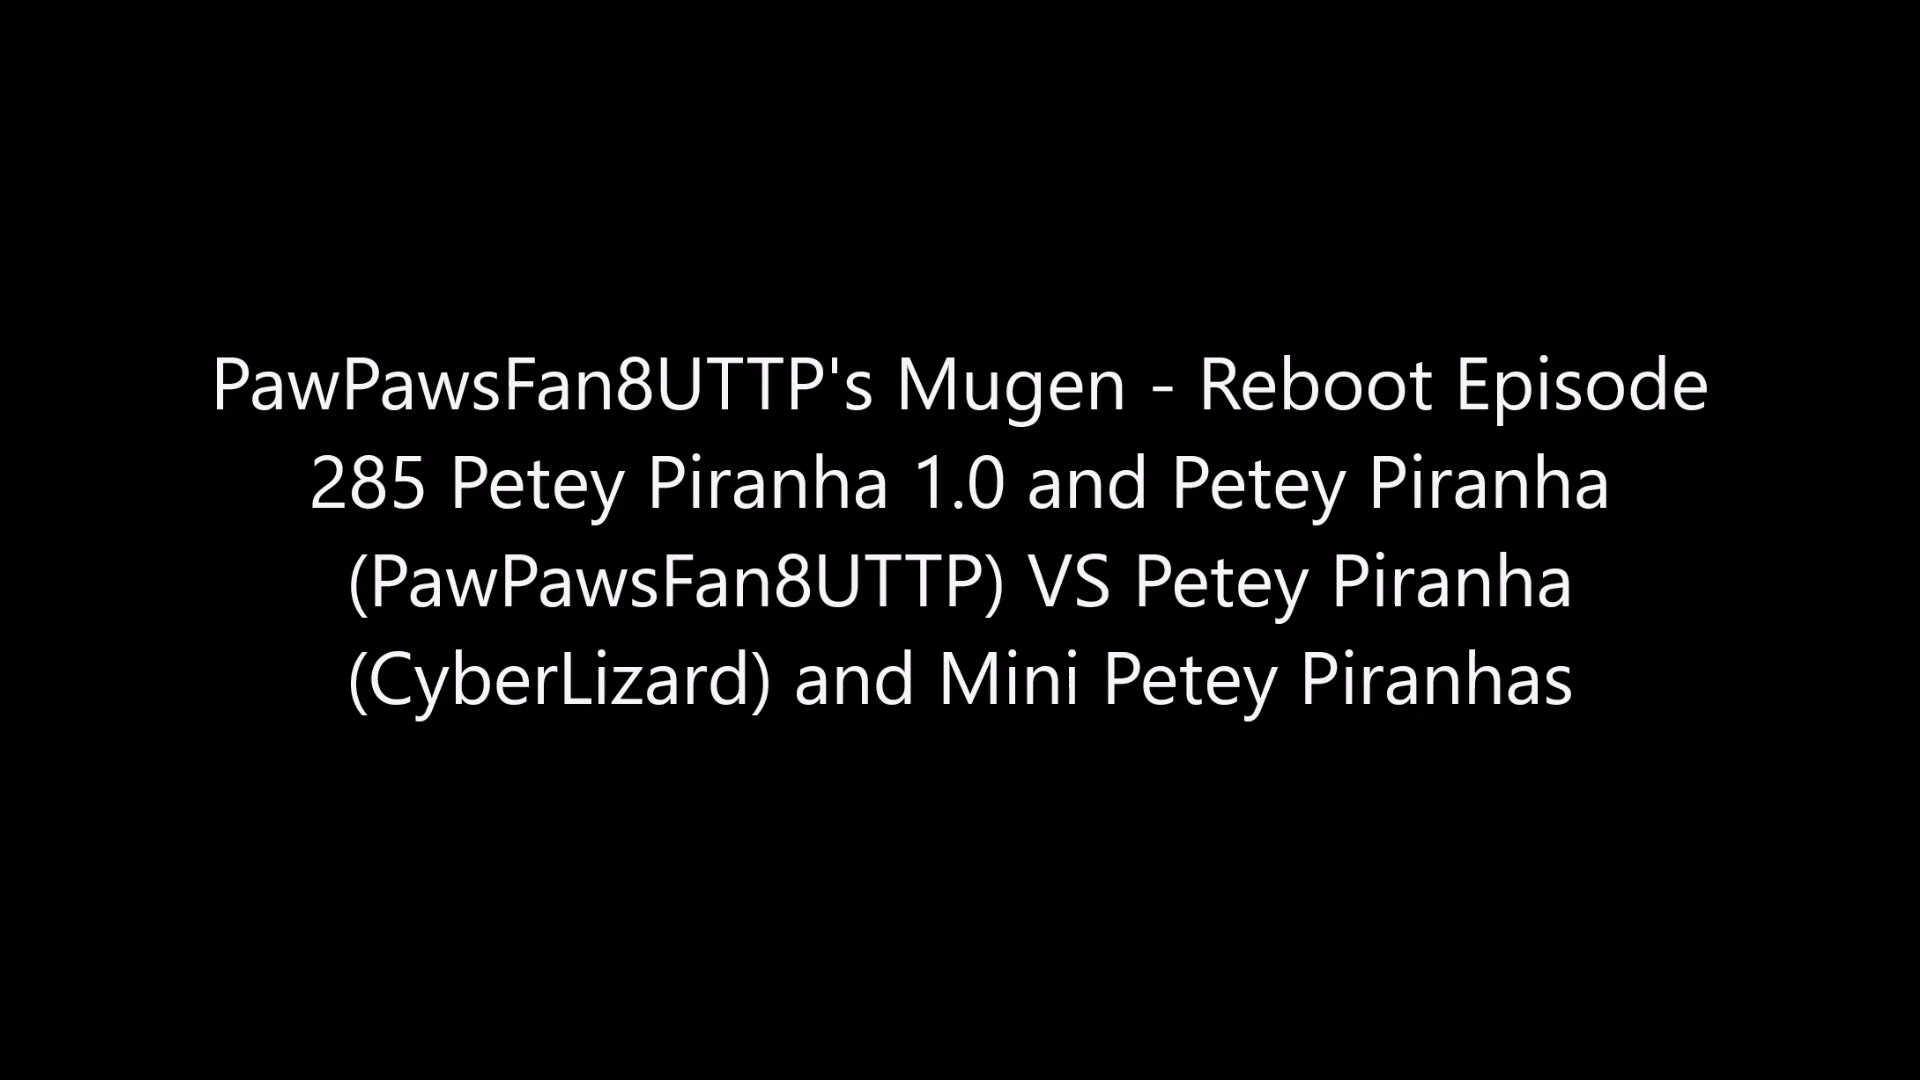 PawPawsFan8UTTP's Mugen - Reboot Episode
285 Petey Piranha 1.0 and Petey Piranha
(PawPawsFan8UTTP) VS Petey Piranha
(CyberLizard) and Mini Petey Piranhas